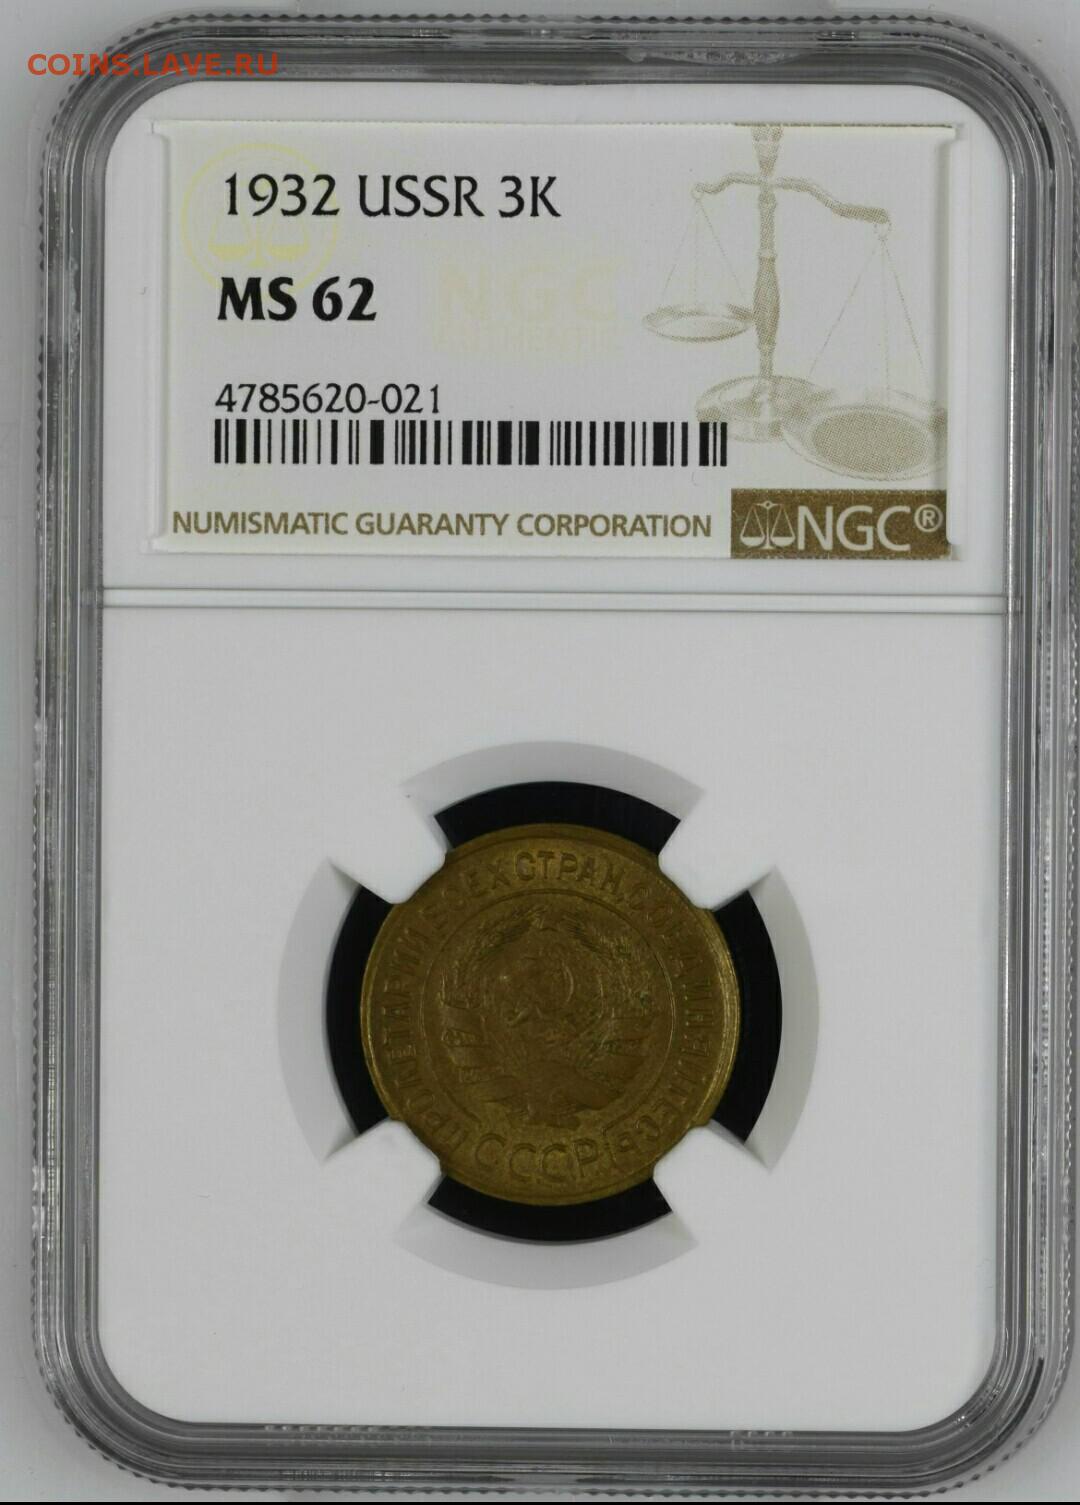 COINS.LAVE.RU
1932 USSR 3K
MS 62
NGC
4785620-021
NUMISMATIC GUARANTY CORPORATION
NGC®
ПРОЛЕТАРИИ ВСЕХ СТРАН, СОЕДИНЯЙТЕСЬ!
СССР